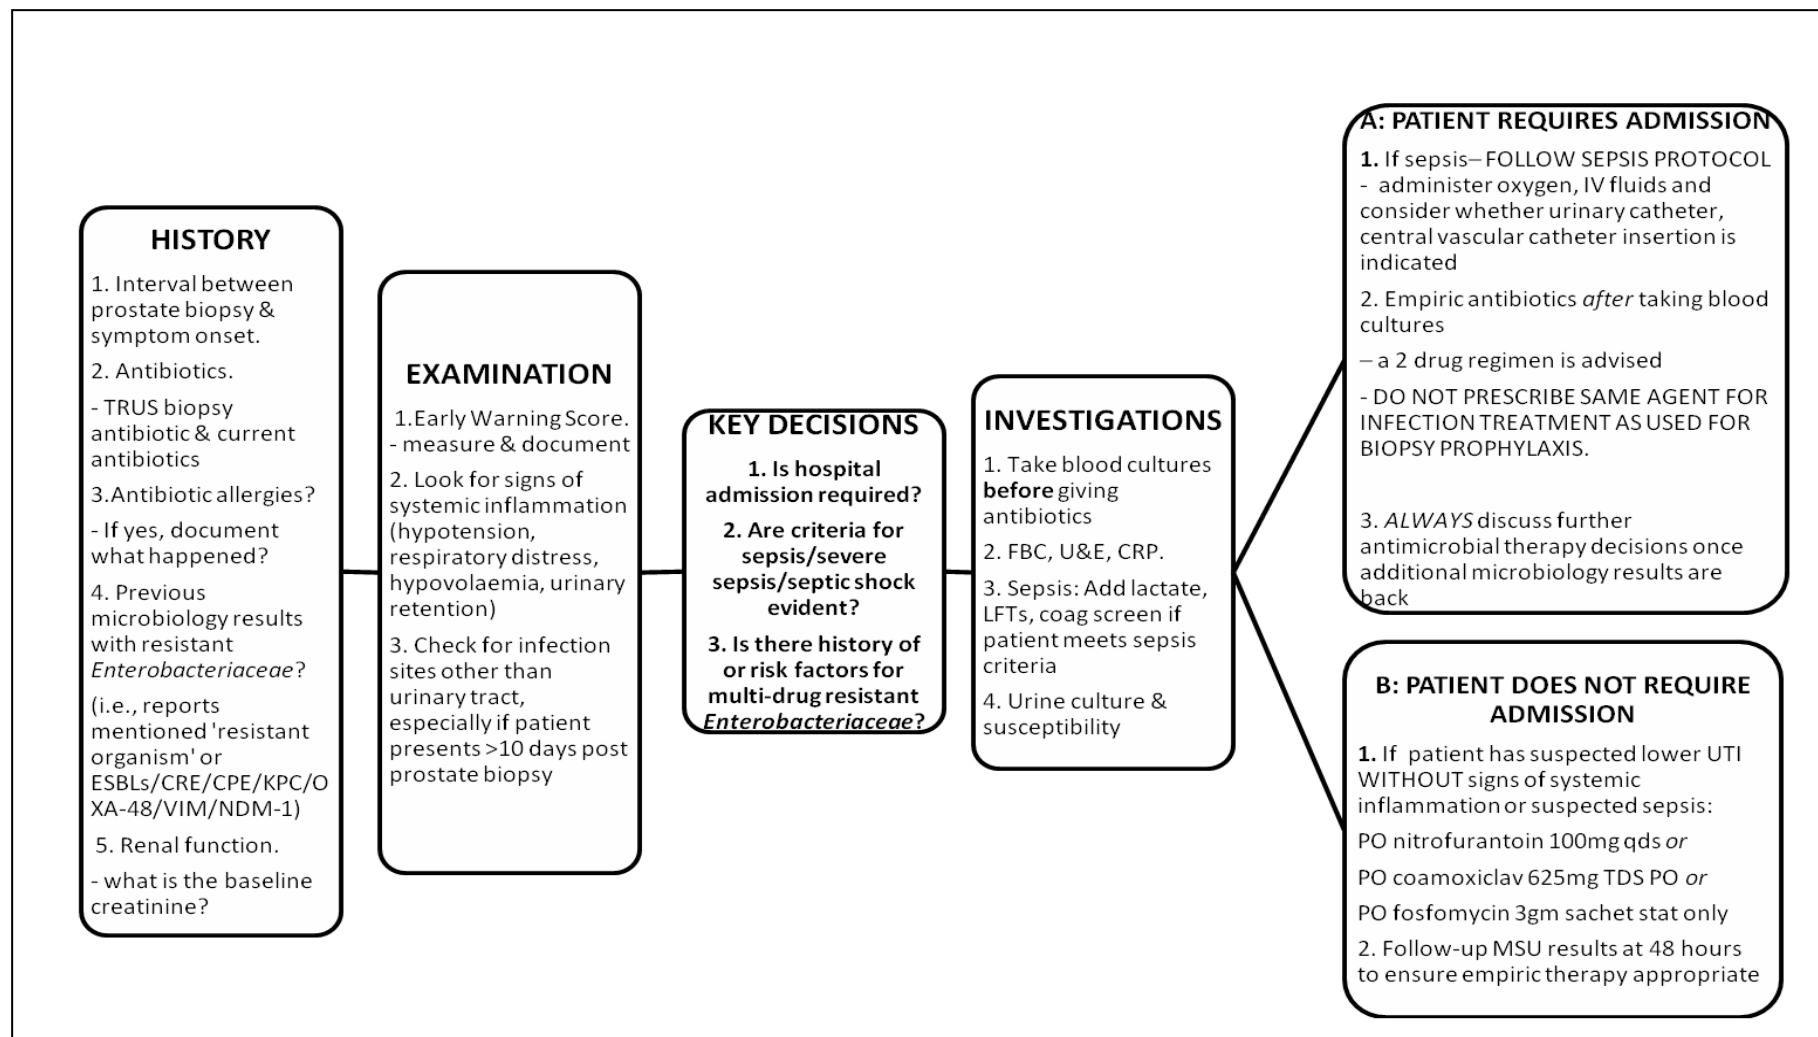 HISTORY
1. Interval between
prostate biopsy &
symptom onset.
2. Antibiotics.
- TRUS biopsy
antibiotic & current
antibiotics
3.Antibiotic allergies?
- If yes, document
what happened?
4. Previous
microbiology results
with resistant
Enterobacteriaceae?
(i.e., reports
mentioned 'resistant
organism' or
ESBLs/CRE/CPE/KPC/O
XA-48/VIM/NDM-1)
5. Renal function.
- what is the baseline
creatinine?
EXAMINATION
1.Early Warning Score.
- measure & document
2. Look for signs of
systemic inflammation
(hypotension,
respiratory distress,
hypovolaemia, urinary
retention)
3. Check for infection
sites other than
urinary tract,
especially if patient
presents >10 days post
prostate biopsy
KEY DECISIONS
1. Is hospital
admission required?
2. Are criteria for
sepsis/severe
sepsis/septic shock
evident?
3. Is there history of
or risk factors for
multi-drug resistant
Enterobacteriaceae?
INVESTIGATIONS
1. Take blood cultures
before giving
antibiotics
2. FBC, U&E, CRP.
3. Sepsis: Add lactate,
LFTs, coag screen if
patient meets sepsis
criteria
4. Urine culture &
susceptibility
A: PATIENT REQUIRES ADMISSION
1. If sepsis– FOLLOW SEPSIS PROTOCOL
- administer oxygen, IV fluids and
consider whether urinary catheter,
central vascular catheter insertion is
indicated
2. Empiric antibiotics after taking blood
cultures
– a 2 drug regimen is advised
- DO NOT PRESCRIBE SAME AGENT FOR
INFECTION TREATMENT AS USED FOR
BIOPSY PROPHYLAXIS.
3. ALWAYS discuss further
antimicrobial therapy decisions once
additional microbiology results are
back
B: PATIENT DOES NOT REQUIRE
ADMISSION
1. If patient has suspected lower UTI
WITHOUT signs of systemic
inflammation or suspected sepsis:
PO nitrofurantoin 100mg qds or
PO coamoxiclav 625mg TDS PO or
PO fosfomycin 3gm sachet stat only
2. Follow-up MSU results at 48 hours
to ensure empiric therapy appropriate